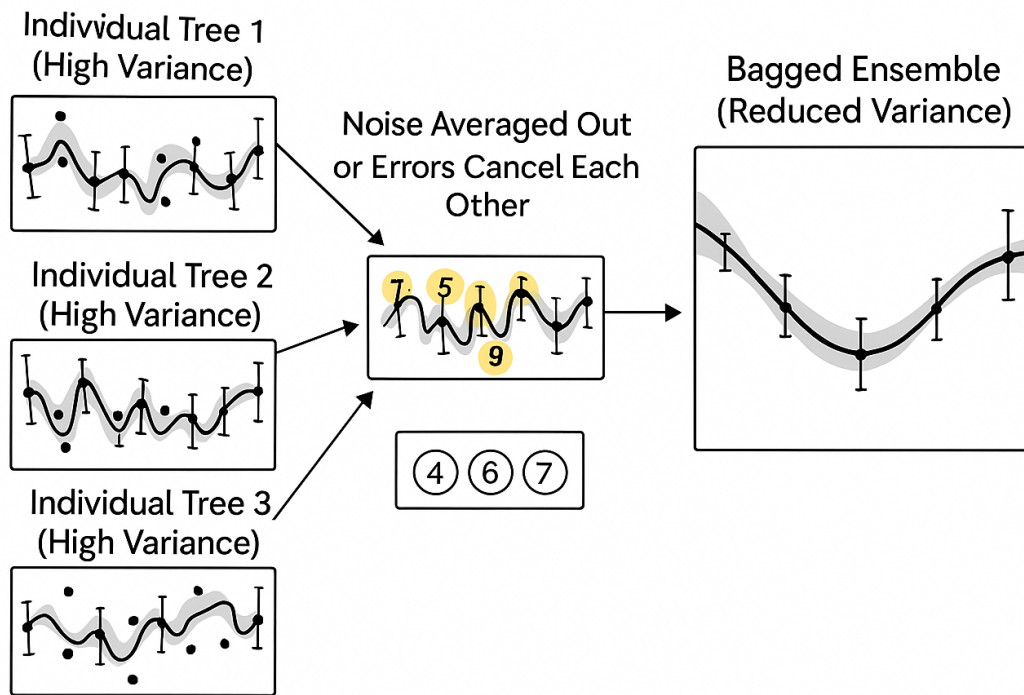 Individual Tree 1
(High Variance)
Individual Tree 2
(High Variance)
Individual Tree 3
(High Variance)
Noise Averaged Out
or Errors Cancel Each
Other
7 5
9
4 6 7
Bagged Ensemble
(Reduced Variance)